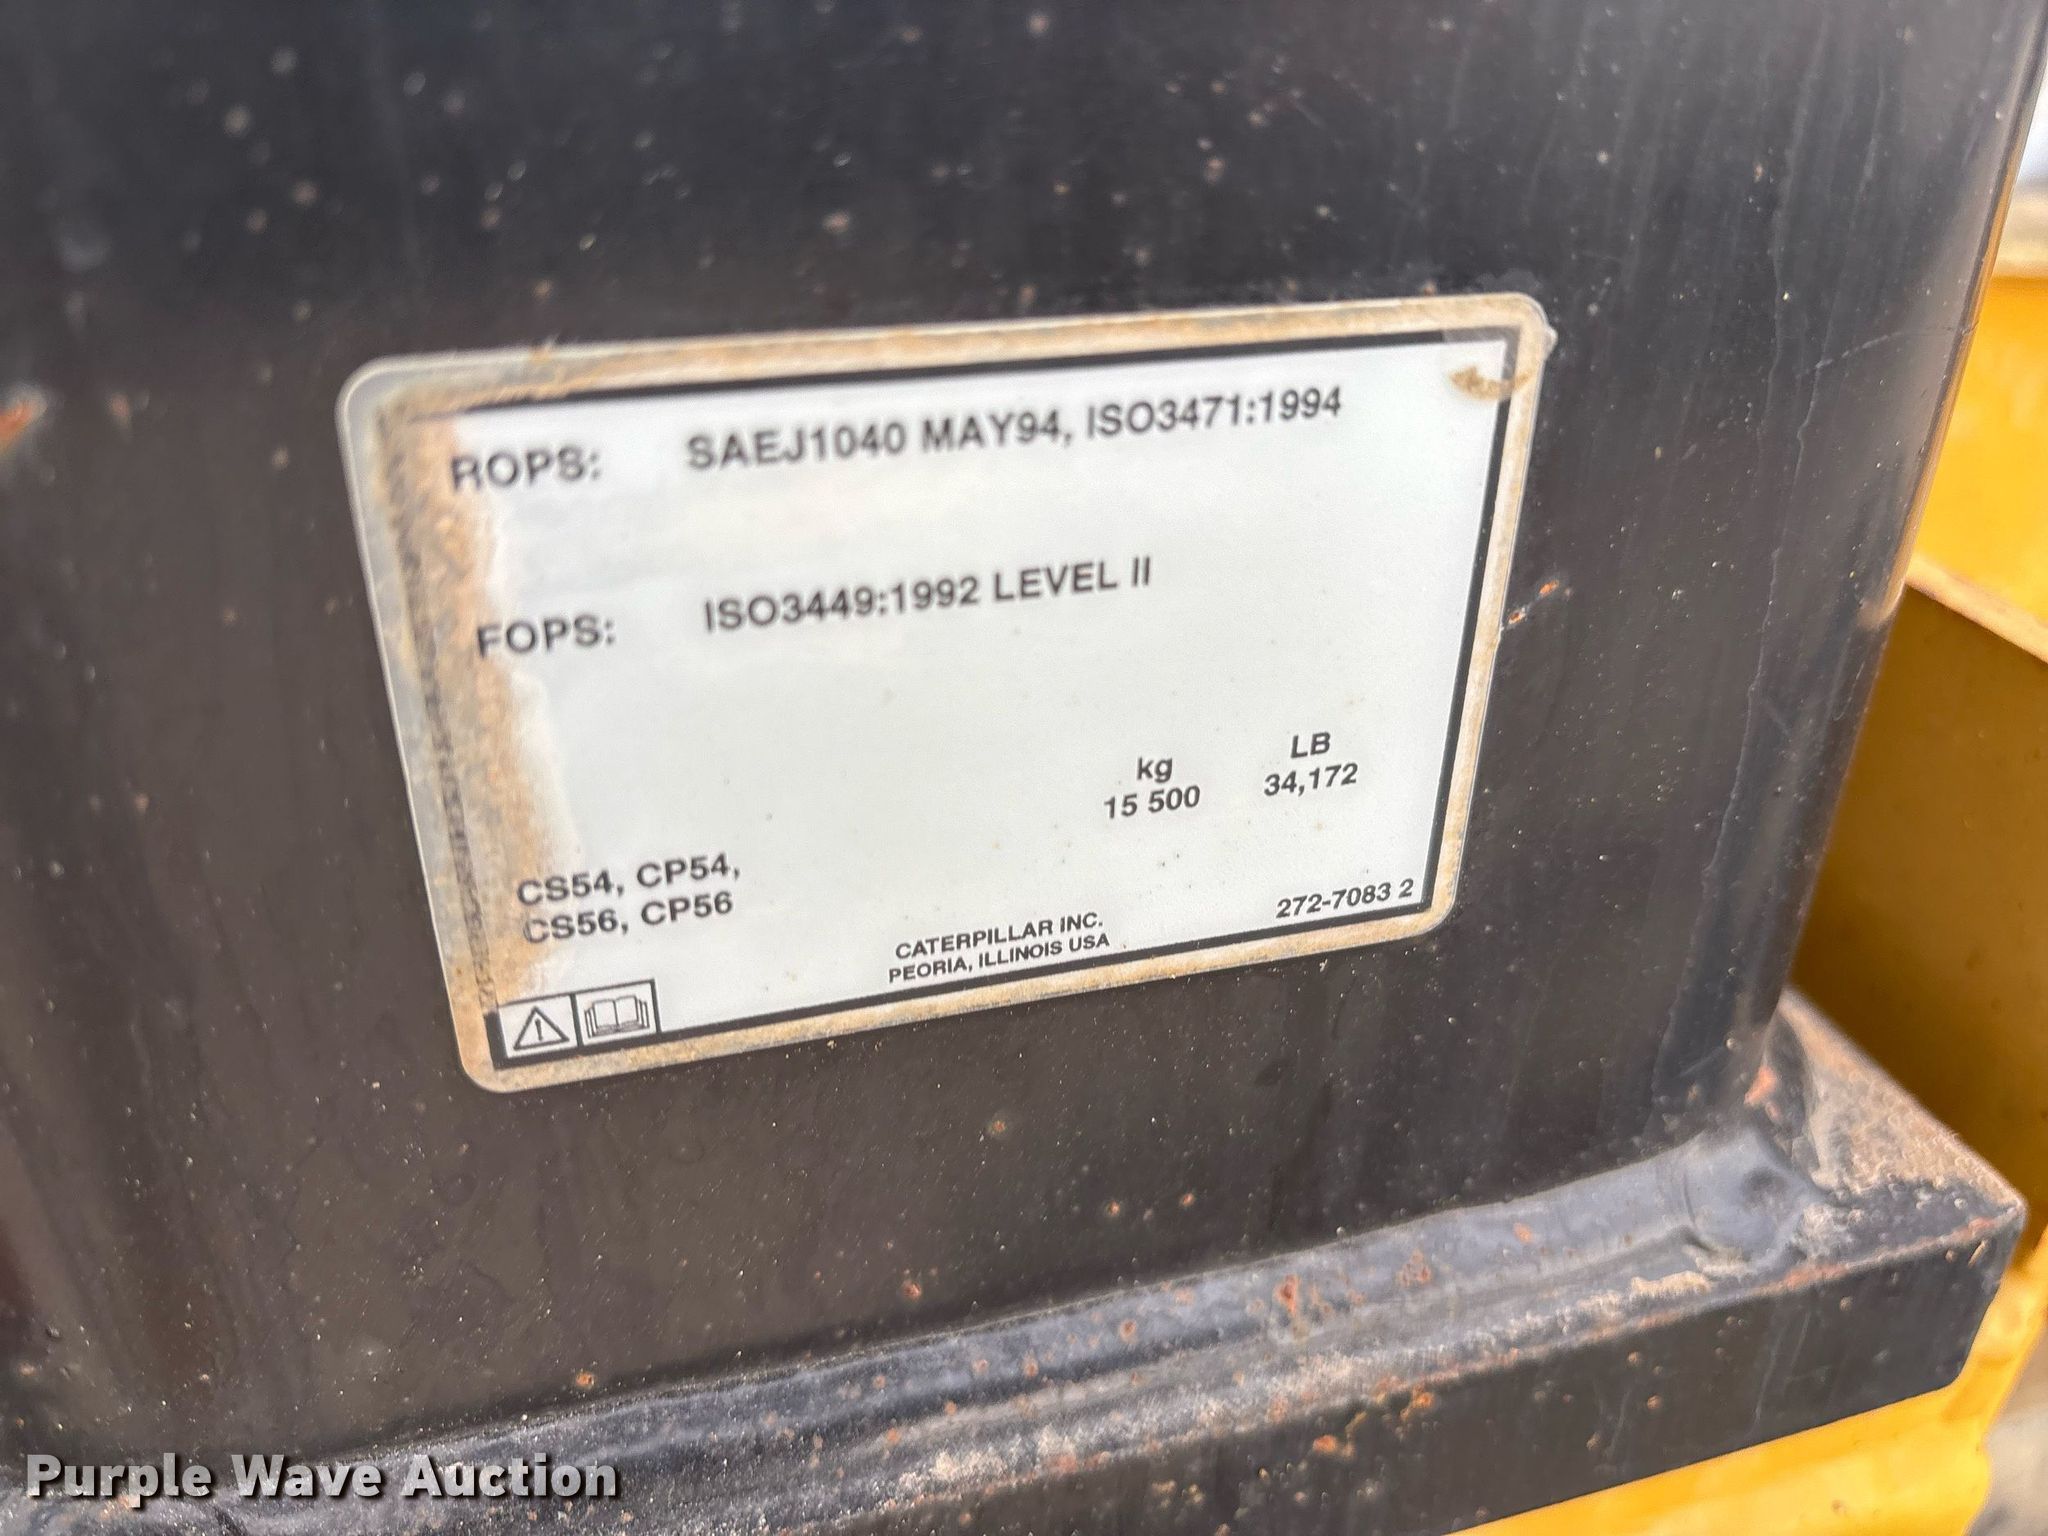 ROPS: SAEJ1040 MAY94, ISO3471:1994
FOPS: ISO3449:1992 LEVEL II
kg LB
15 500 34,172
CS54, CP54,
CS56, CP56
CATERPILLAR INC.
PEORIA, ILLINOIS USA
272-7083 2
Purple Wave Auction